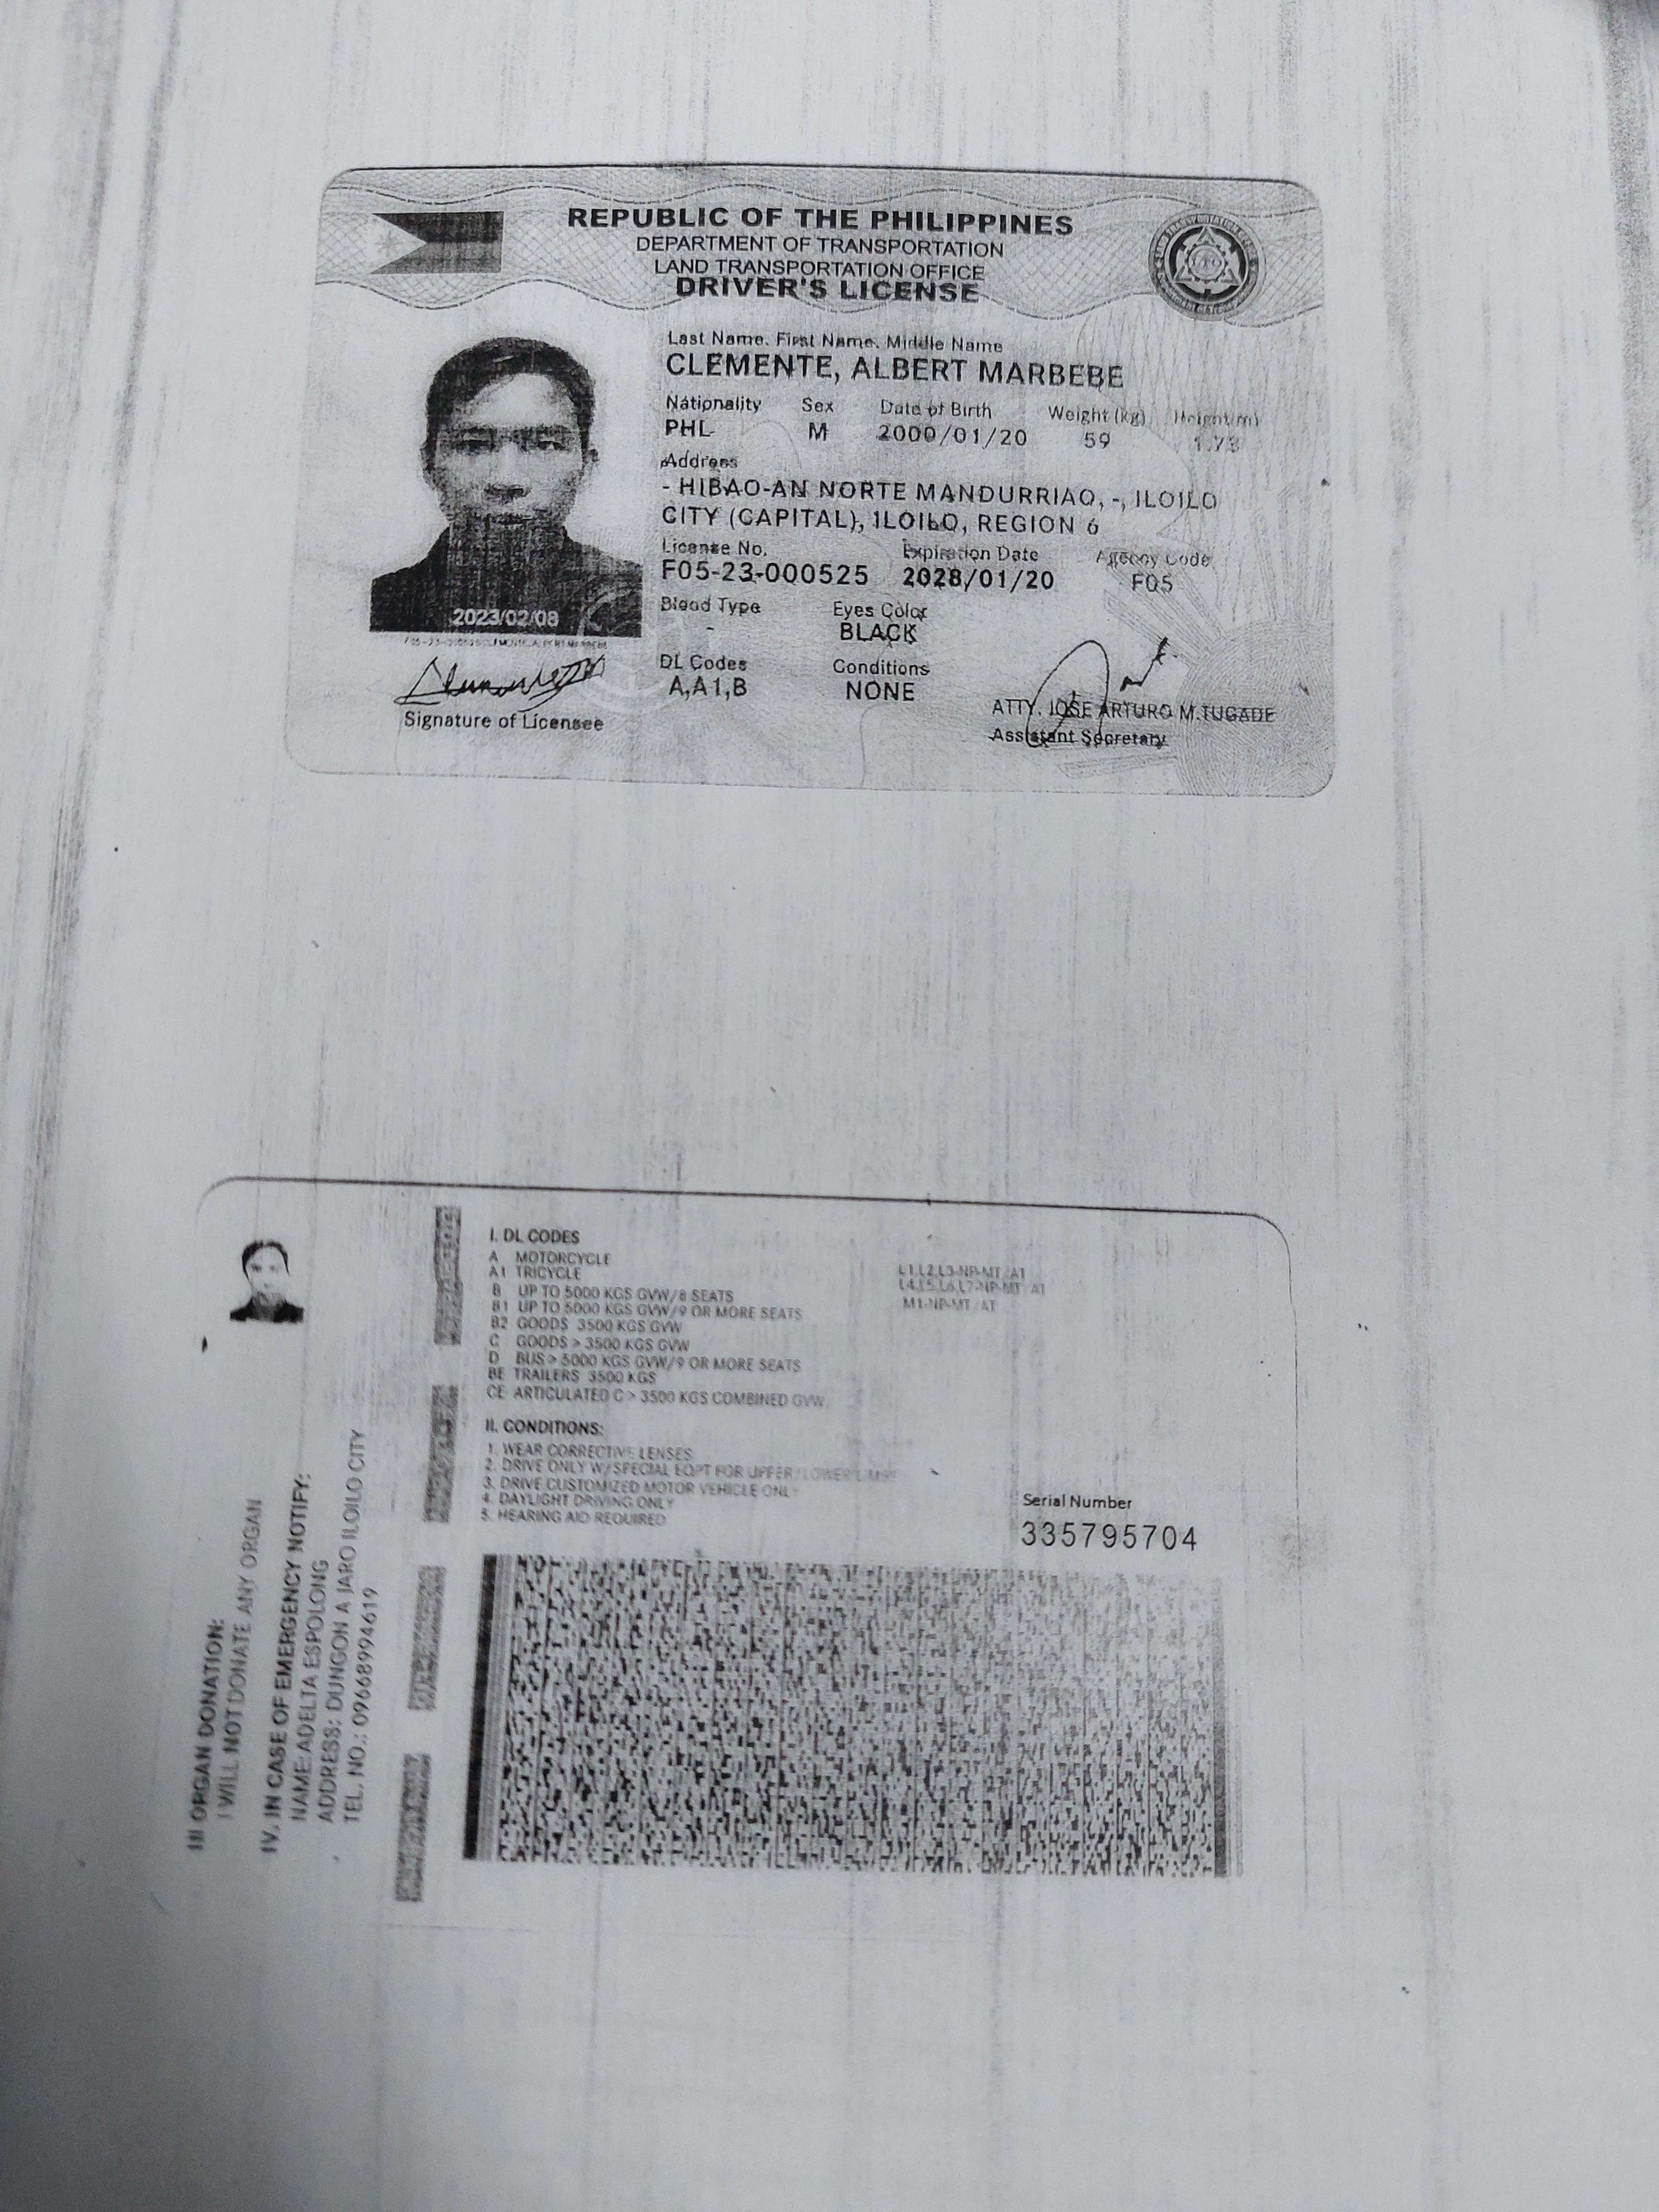 REPUBLIC OF THE PHILIPPINES
DEPARTMENT OF TRANSPORTATION
LAND TRANSPORTATION OFFICE
DRIVER'S LICENSE
Last Name, First Name, Middle Name
CLEMENTE, ALBERT MARBEBE
Nationality Sex Date of Birth Weight (kg) Height(m)
PHL M 2000/01/20 59 1.73
Address
- HIBAO-AN NORTE MANDURRIAO, -, ILOILO
CITY (CAPITAL), ILOILO, REGION 6
License No. Expiration Date Agency Code
F05-23-000525 2028/01/20 F05
Blood Type Eyes Color
- BLACK
DL Codes Conditions
A,A1,B NONE
2023/02/08
Signature of Licensee
ATTY. JOSE ARTURO M. TUGADE
Assistant Secretary
I. DL CODES
A MOTORCYCLE L1,L2,L3-NP-MT/AT
A1 TRICYCLE L4,L5,L6,L7-NP-MT/AT
B UP TO 5000 KGS GVW/8 SEATS M1-NP-MT/AT
B1 UP TO 5000 KGS GVW/9 OR MORE SEATS
B2 GOODS 3500 KGS GVW
C GOODS > 3500 KGS GVW
D BUS > 5000 KGS GVW/9 OR MORE SEATS
BE TRAILERS 3500 KGS
CE ARTICULATED C > 3500 KGS COMBINED GVW
II. CONDITIONS:
1. WEAR CORRECTIVE LENSES
2. DRIVE ONLY W/SPECIAL EQPT FOR UPPER/LOWER LIMBS
3. DRIVE CUSTOMIZED MOTOR VEHICLE ONLY
4. DAYLIGHT DRIVING ONLY
5. HEARING AID REQUIRED
Serial Number
335795704
III ORGAN DONATION:
I WILL NOT DONATE ANY ORGAN
IV. IN CASE OF EMERGENCY NOTIFY:
NAME: ADELTA ESPOLONG
ADDRESS: DUNGON A JARO ILOILO CITY
TEL. NO.: 09668994619